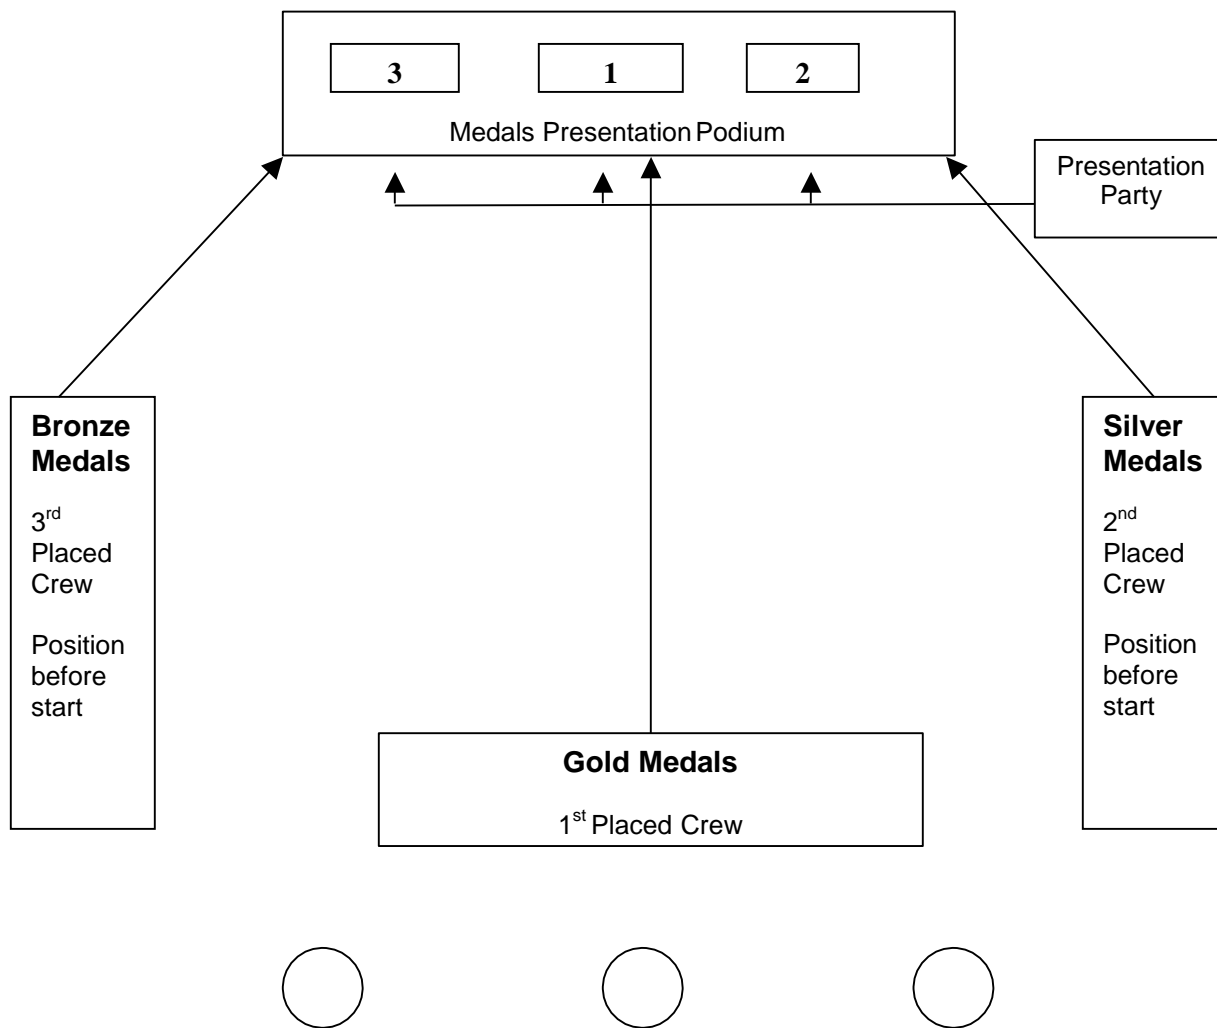 3
1
2
Medals Presentation Podium
Presentation
Party
Bronze
Medals
3rd
Placed
Crew
Position
before
start
Silver
Medals
2nd
Placed
Crew
Position
before
start
Gold Medals
1st Placed Crew